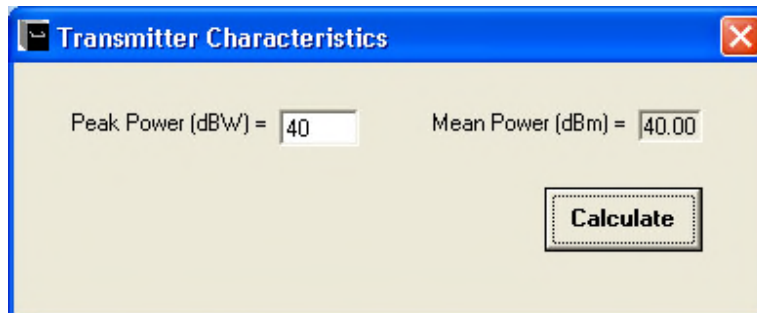 Transmitter Characteristics
Peak Power (dBW) = 40 Mean Power (dBm) = 40.00
Calculate